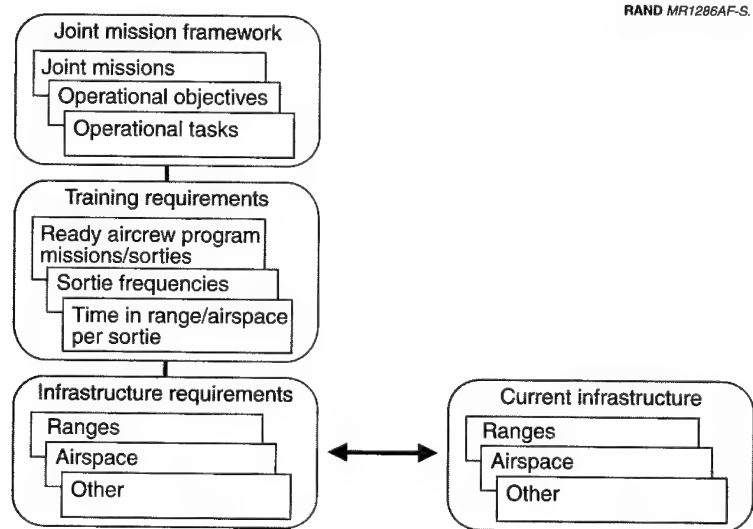 RAND MR1286AF-S.
Joint mission framework
Joint missions
Operational objectives
Operational tasks
Training requirements
Ready aircrew program
missions/sorties
Sortie frequencies
Time in range/airspace
per sortie
Infrastructure requirements
Ranges
Airspace
Other
Current infrastructure
Ranges
Airspace
Other